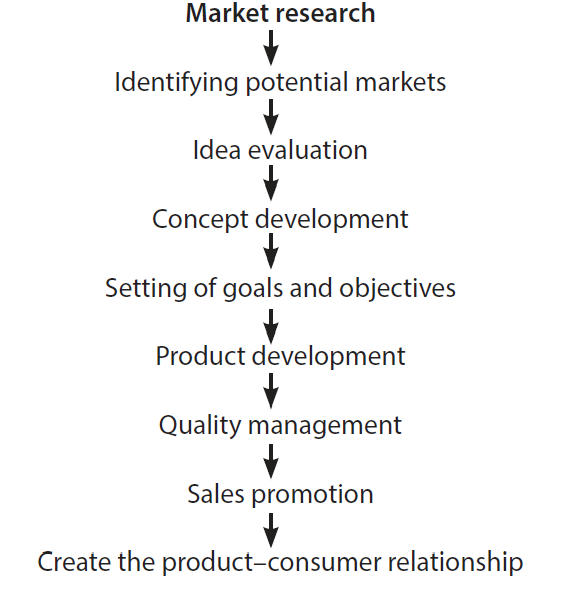 Market research
Identifying potential markets
Idea evaluation
Concept development
Setting of goals and objectives
Product development
Quality management
Sales promotion
Create the product–consumer relationship